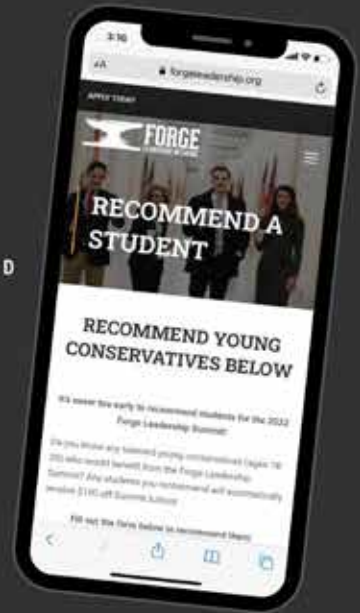 D
3:16
AA
forgeleadership.org
APPLY TODAY
FORGE
LEADERSHIP NETWORK
RECOMMEND A
STUDENT
RECOMMEND YOUNG
CONSERVATIVES BELOW
It's never too early to recommend students for the 2022
Forge Leadership Summit!
Do you know any talented young conservatives (ages 18-
25) who would benefit from the Forge Leadership
Summit? Any students you recommend will automatically
receive $100 off Summit tuition!
Fill out the form below to recommend them: